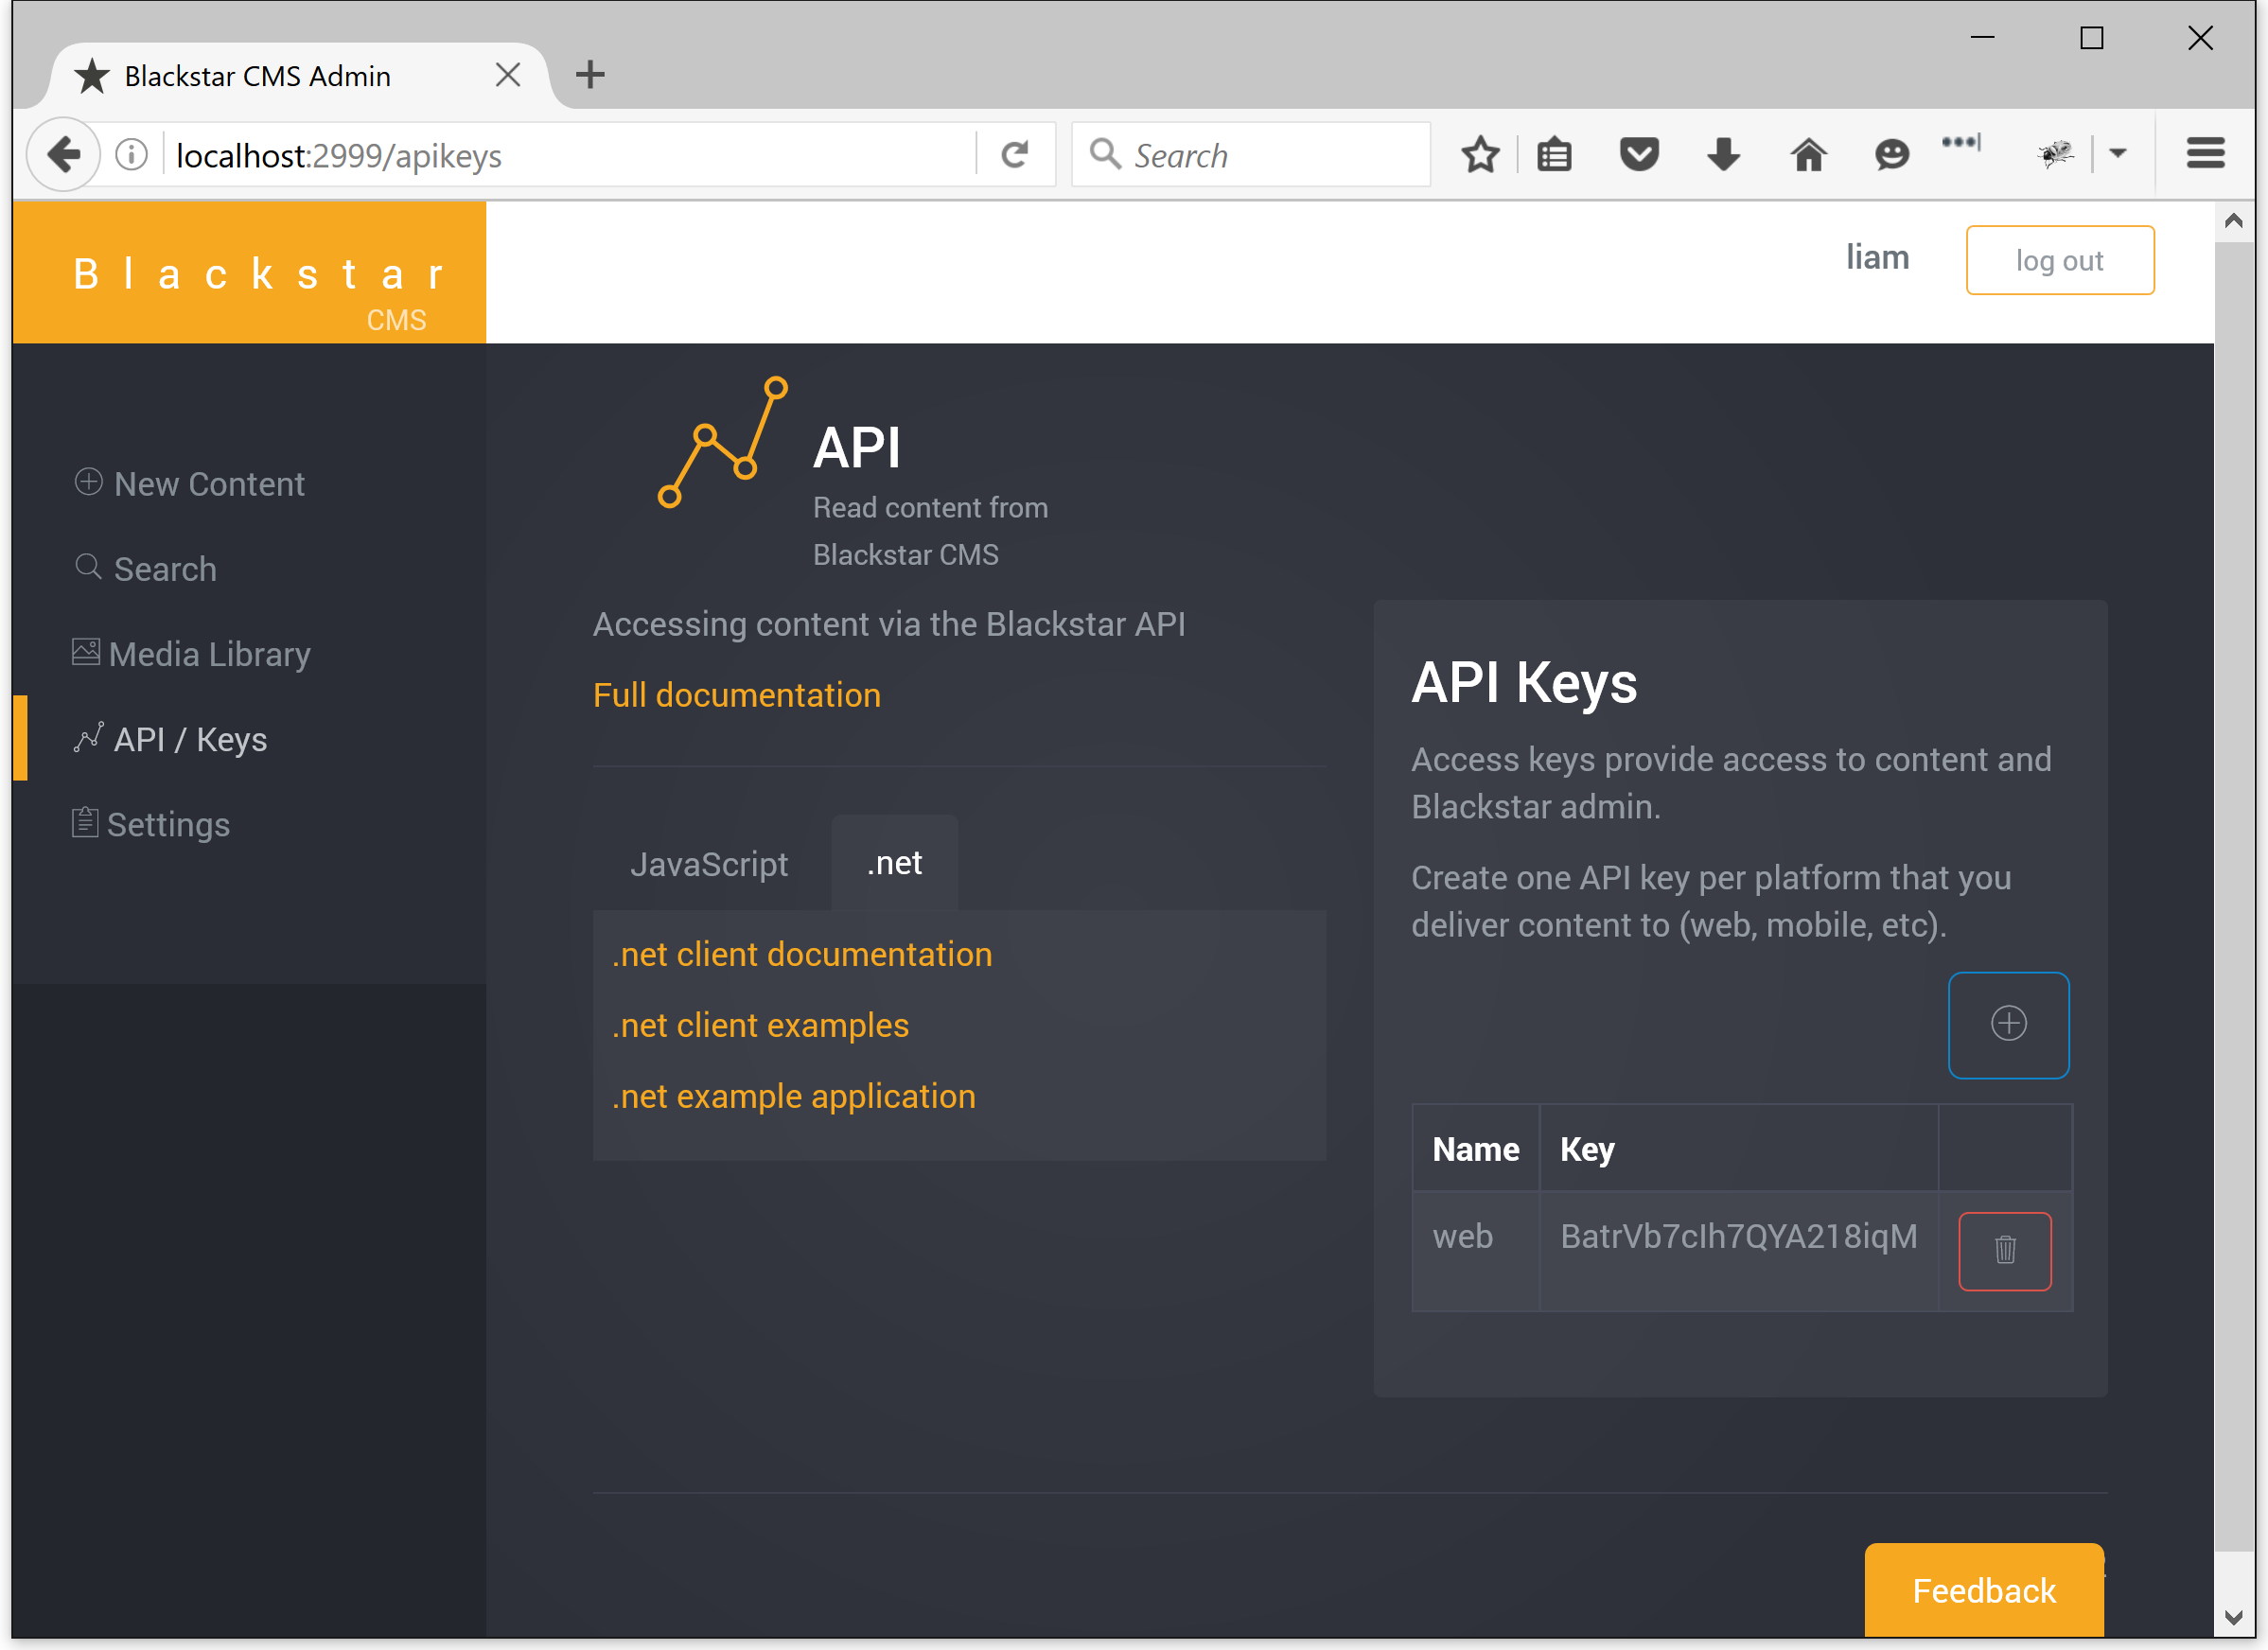 Blackstar CMS Admin
localhost:2999/apikeys
Search
Blackstar
CMS
liam
log out
New Content
Search
Media Library
API / Keys
Settings
API
Read content from
Blackstar CMS
Accessing content via the Blackstar API
Full documentation
JavaScript
.net
.net client documentation
.net client examples
.net example application
API Keys
Access keys provide access to content and
Blackstar admin.
Create one API key per platform that you
deliver content to (web, mobile, etc).
Name Key
web BatrVb7cIh7QYA218iqM
Feedback